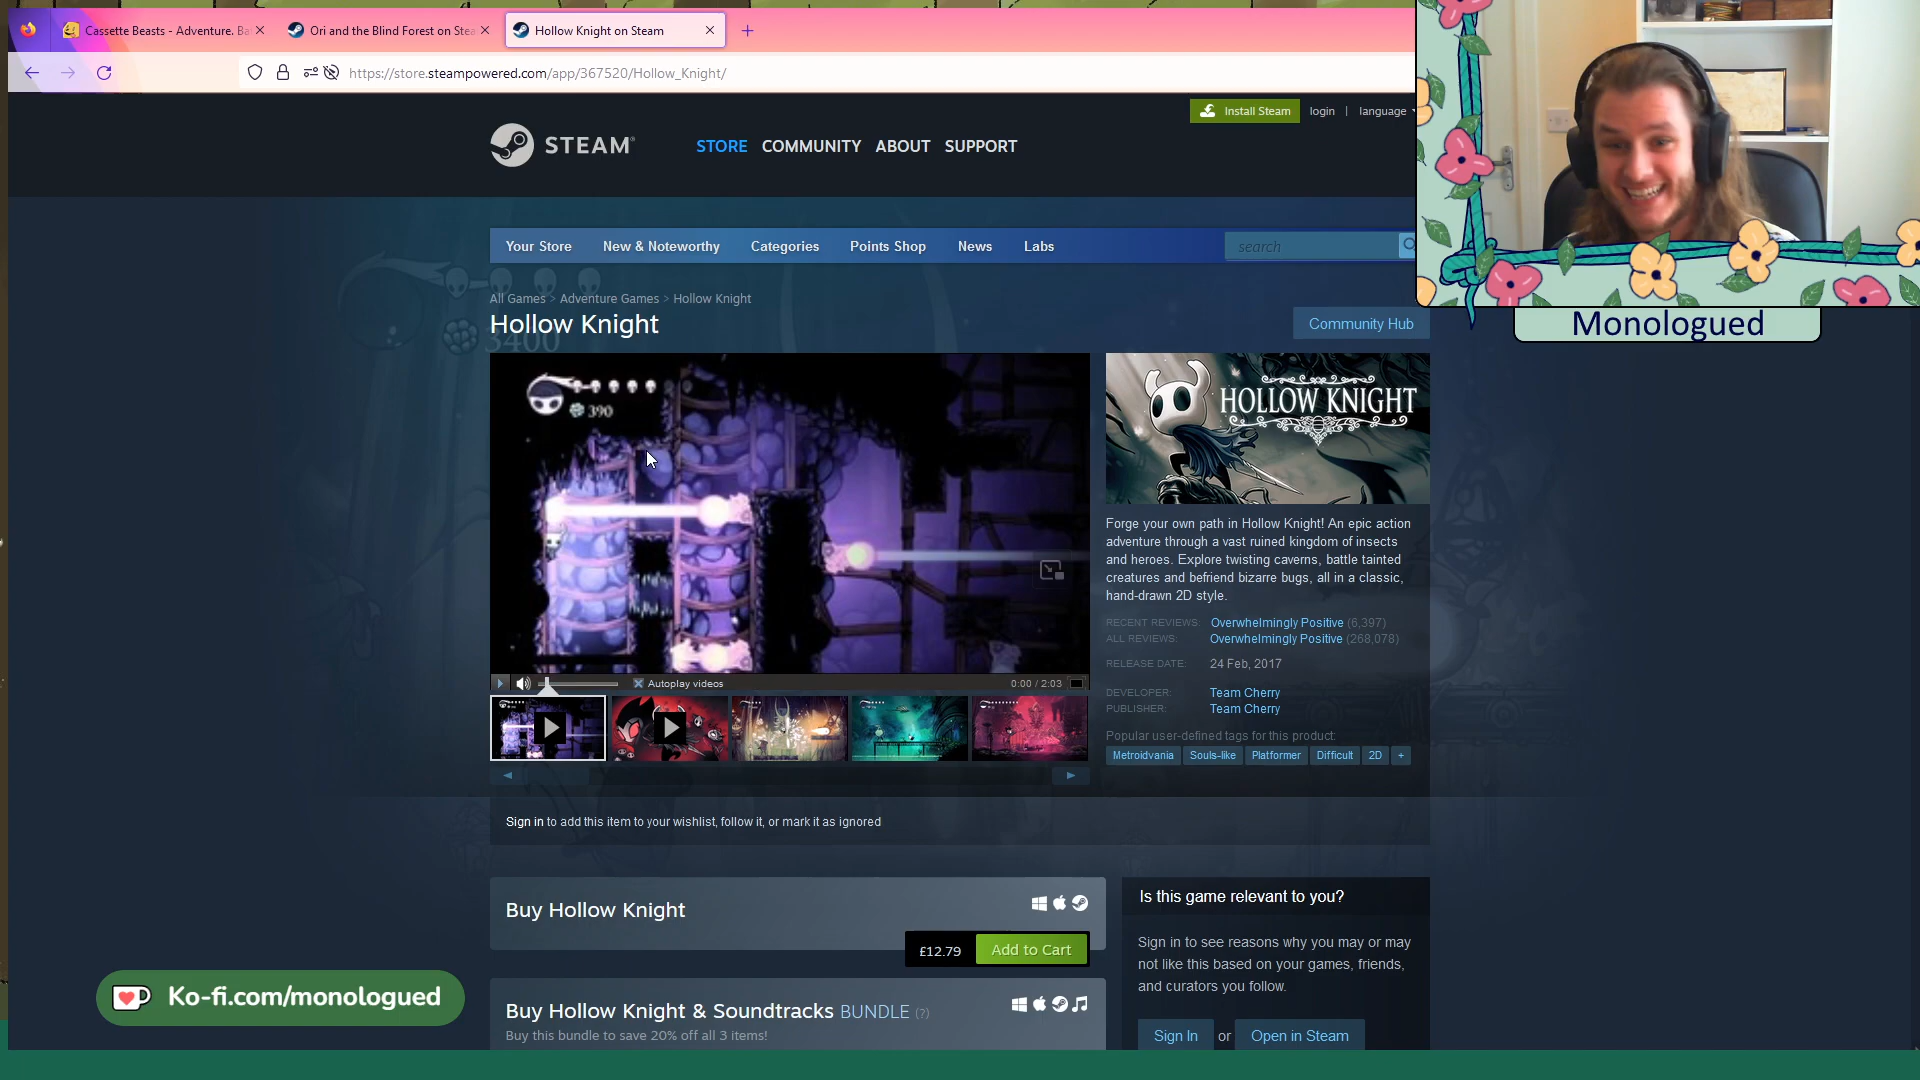 Cassette Beasts - Adventure. Ba
Ori and the Blind Forest on Stea
Hollow Knight on Steam
https://store.steampowered.com/app/367520/Hollow_Knight/
Install Steam
login
|
language
STEAM
STORE
COMMUNITY
ABOUT
SUPPORT
Your Store
New & Noteworthy
Categories
Points Shop
News
Labs
search
All Games > Adventure Games > Hollow Knight
Hollow Knight
3400
Community Hub
Monologued
390
HOLLOW KNIGHT
Forge your own path in Hollow Knight! An epic action
adventure through a vast ruined kingdom of insects
and heroes. Explore twisting caverns, battle tainted
creatures and befriend bizarre bugs, all in a classic,
hand-drawn 2D style.
RECENT REVIEWS: Overwhelmingly Positive (6,397)
ALL REVIEWS: Overwhelmingly Positive (268,078)
RELEASE DATE: 24 Feb, 2017
DEVELOPER: Team Cherry
PUBLISHER: Team Cherry
Popular user-defined tags for this product:
Metroidvania
Souls-like
Platformer
Difficult
2D
+
Autoplay videos
0:00 / 2:03
Sign in to add this item to your wishlist, follow it, or mark it as ignored
Buy Hollow Knight
£12.79
Add to Cart
Buy Hollow Knight & Soundtracks BUNDLE (?)
Buy this bundle to save 20% off all 3 items!
Is this game relevant to you?
Sign in to see reasons why you may or may
not like this based on your games, friends,
and curators you follow.
Sign In or Open in Steam
Ko-fi.com/monologued